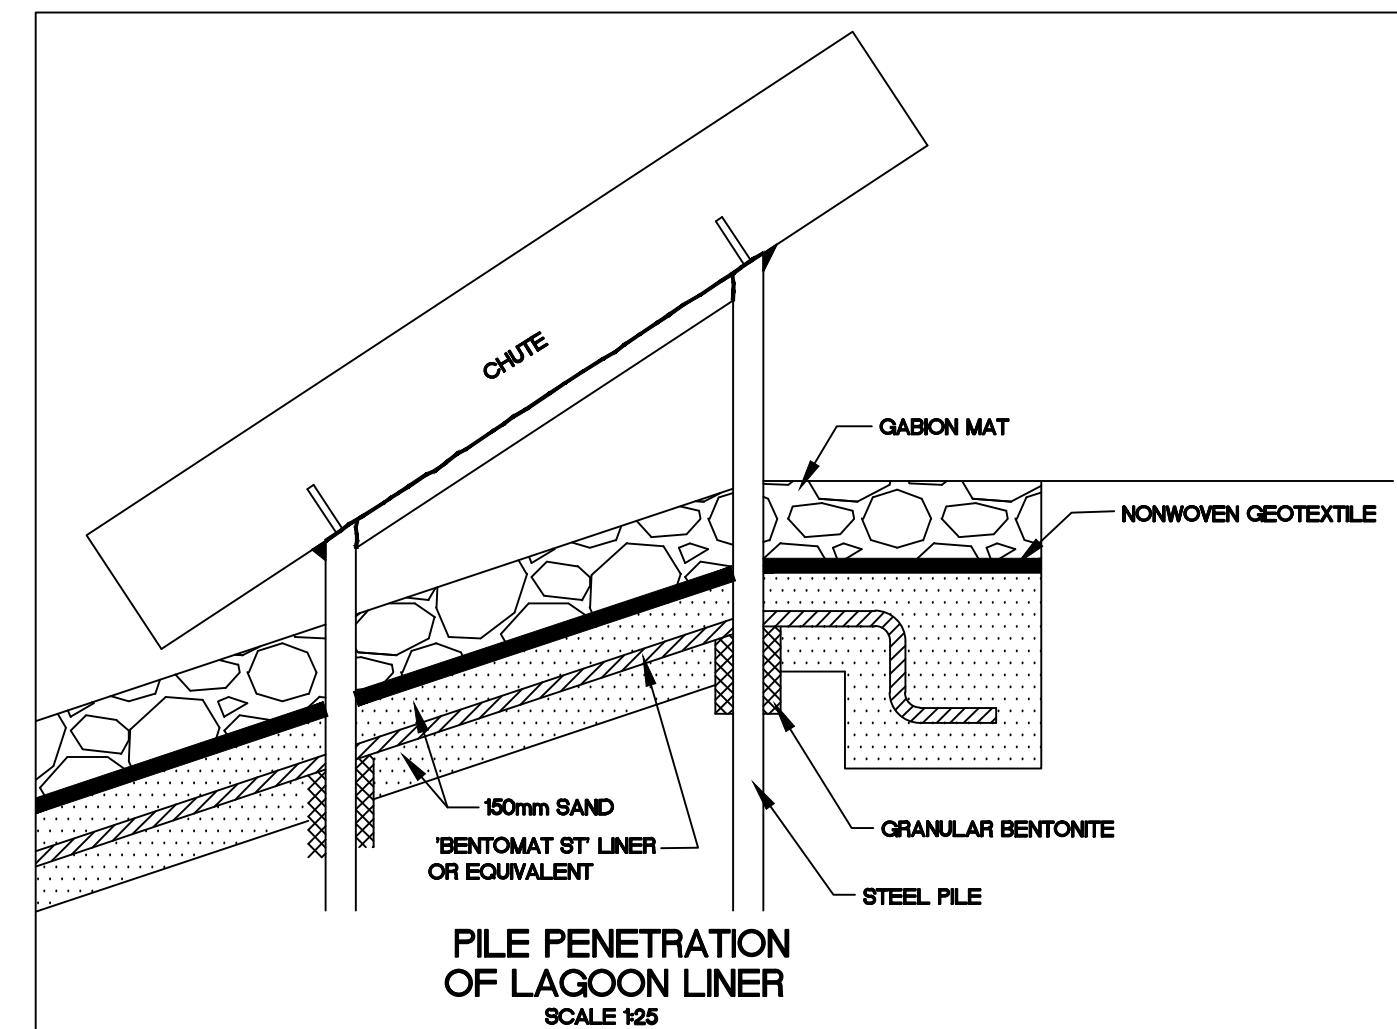 CHUTE
GABION MAT
NONWOVEN GEOTEXTILE
150mm SAND
'BENTOMAT ST' LINER
OR EQUIVALENT
GRANULAR BENTONITE
STEEL PILE
PILE PENETRATION
OF LAGOON LINER
SCALE 1:25